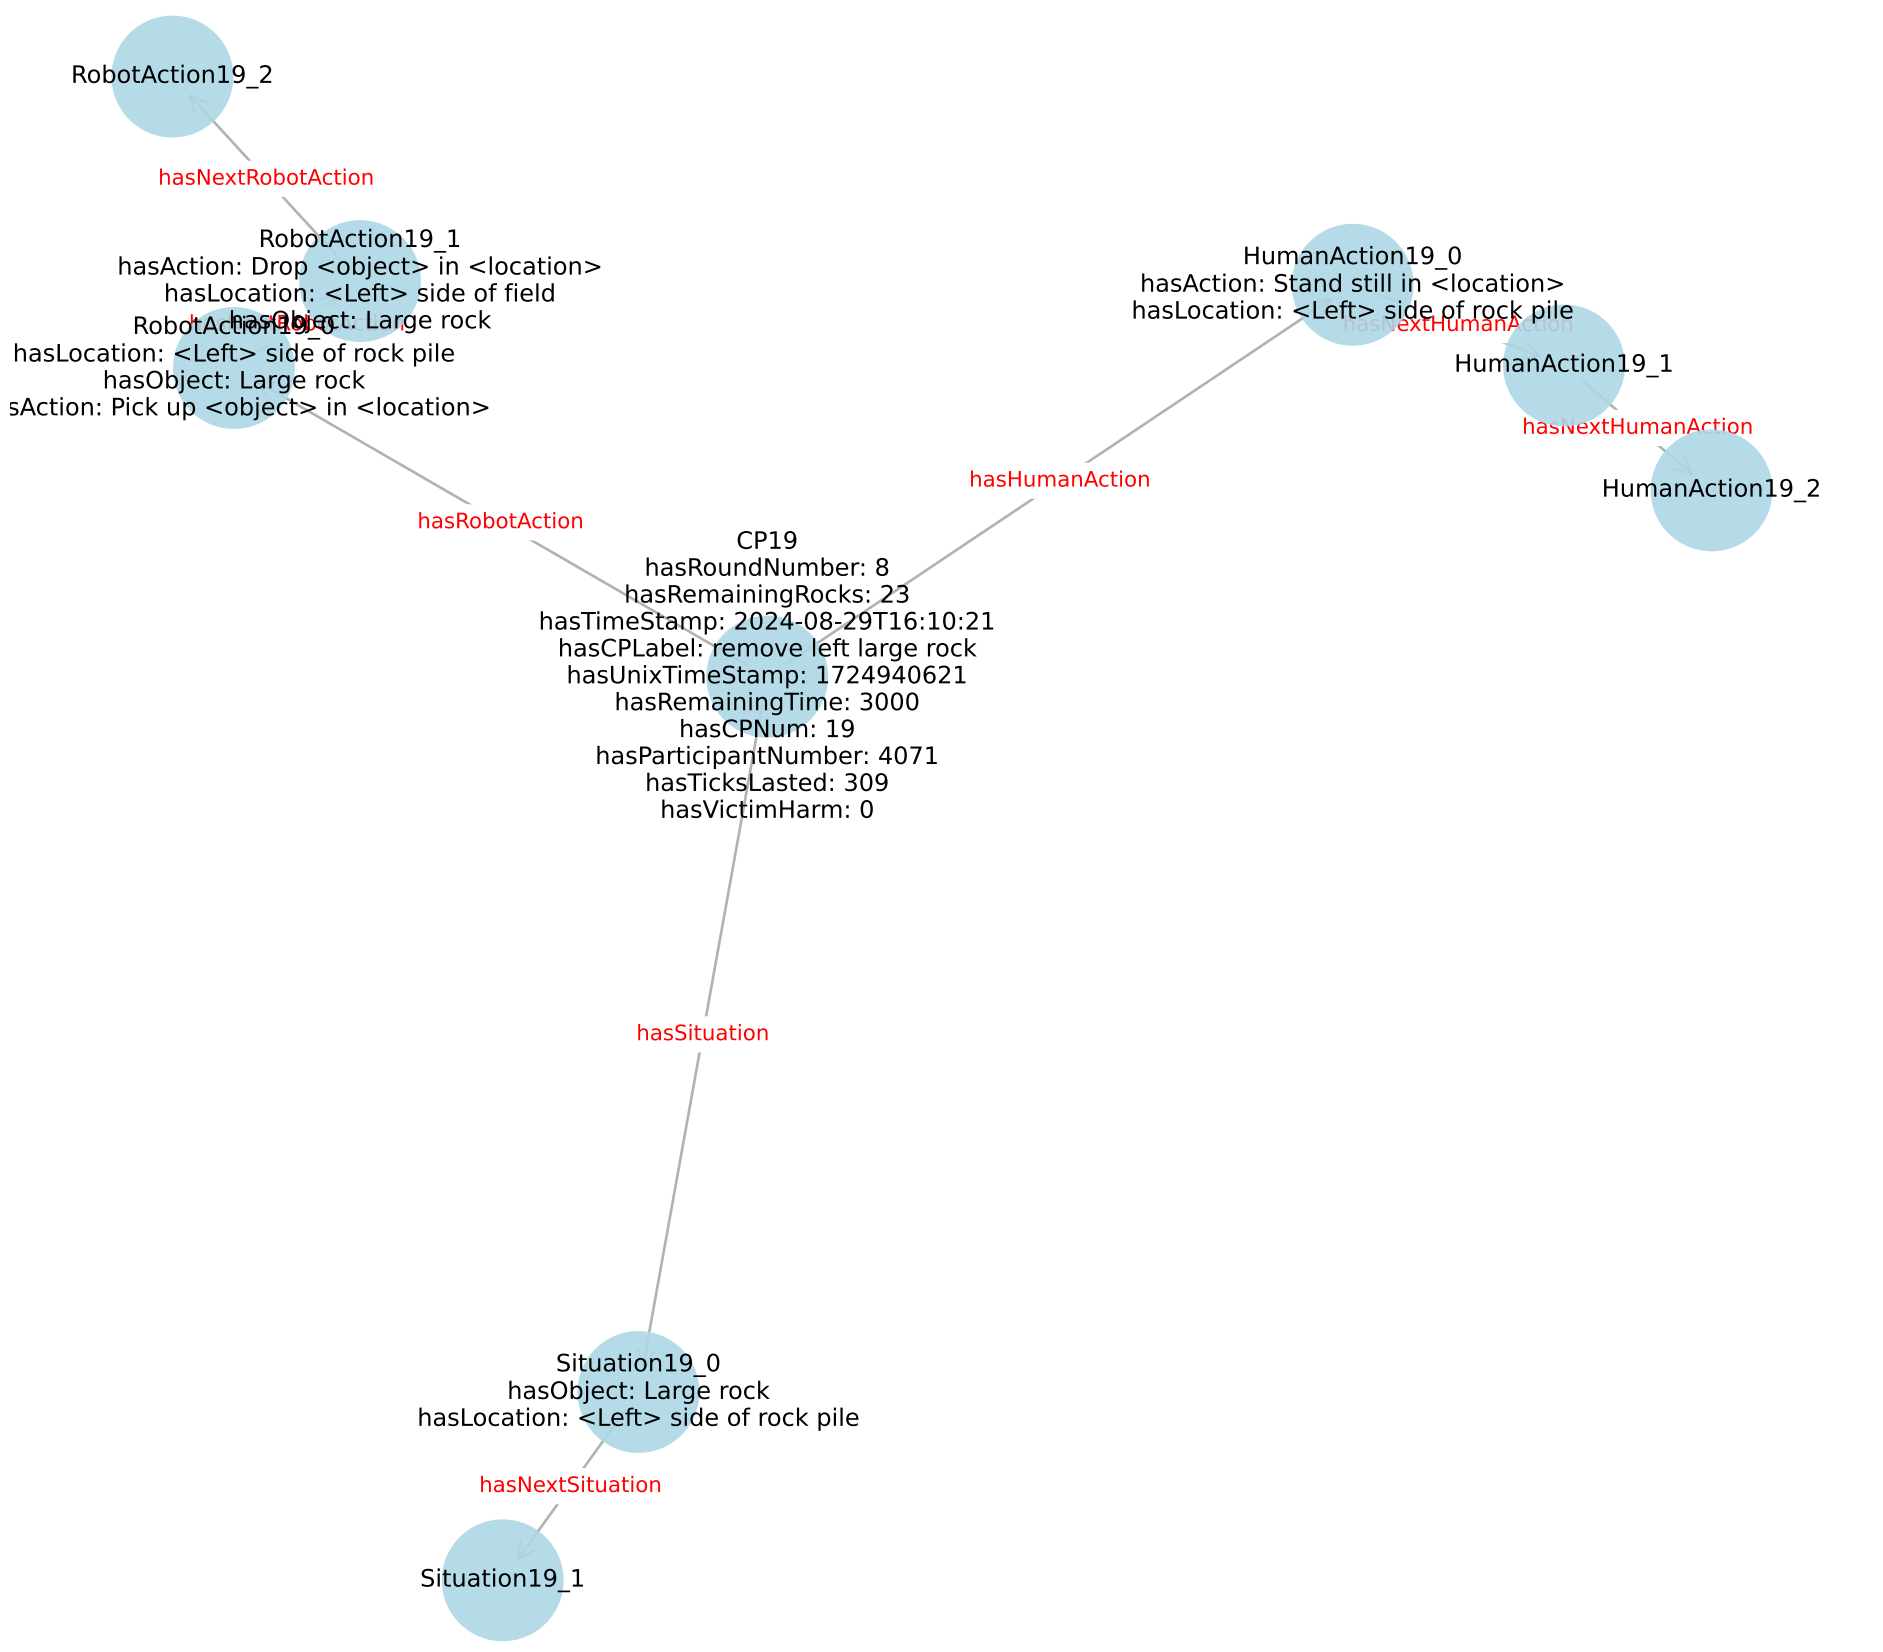 RobotAction19_2
hasNextRobotAction
RobotAction19_1
hasAction: Drop <object> in <location>
hasLocation: <Left> side of field
hasObject: Large rock
RobotAction19_0
hasLocation: <Left> side of rock pile
hasObject: Large rock
sAction: Pick up <object> in <location>
hasRobotAction
HumanAction19_0
hasAction: Stand still in <location>
hasLocation: <Left> side of rock pile
hasNextHumanAction
HumanAction19_1
hasNextHumanAction
HumanAction19_2
hasHumanAction
CP19
hasRoundNumber: 8
hasRemainingRocks: 23
hasTimeStamp: 2024-08-29T16:10:21
hasCPLabel: remove left large rock
hasUnixTimeStamp: 1724940621
hasRemainingTime: 3000
hasCPNum: 19
hasParticipantNumber: 4071
hasTicksLasted: 309
hasVictimHarm: 0
hasSituation
Situation19_0
hasObject: Large rock
hasLocation: <Left> side of rock pile
hasNextSituation
Situation19_1